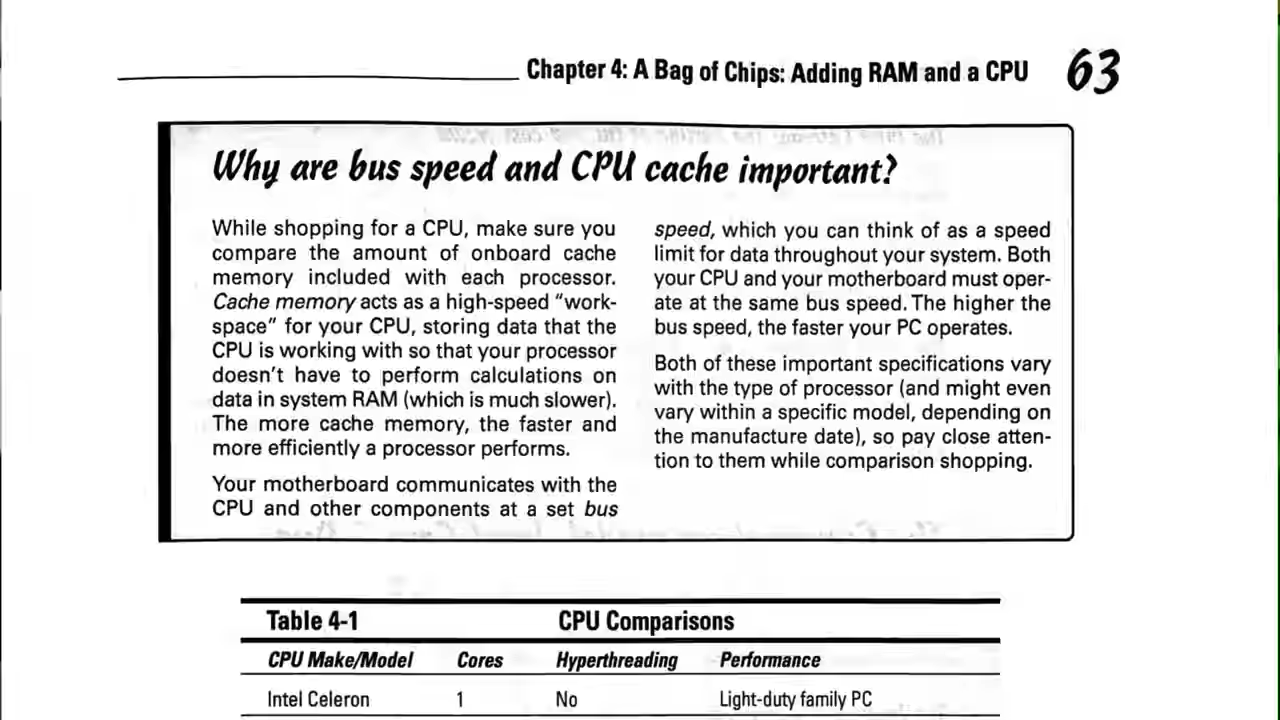 Chapter 4: A Bag of Chips: Adding RAM and a CPU 63
Why are bus speed and CPU cache important?
While shopping for a CPU, make sure you
compare the amount of onboard cache
memory included with each processor.
Cache memory acts as a high-speed “work-
space” for your CPU, storing data that the
CPU is working with so that your processor
doesn’t have to perform calculations on
data in system RAM (which is much slower).
The more cache memory, the faster and
more efficiently a processor performs.
Your motherboard communicates with the
CPU and other components at a set bus
speed, which you can think of as a speed
limit for data throughout your system. Both
your CPU and your motherboard must oper-
ate at the same bus speed. The higher the
bus speed, the faster your PC operates.
Both of these important specifications vary
with the type of processor (and might even
vary within a specific model, depending on
the manufacture date), so pay close atten-
tion to them while comparison shopping.
Table 4-1 CPU Comparisons
CPU Make/Model Cores Hyperthreading Performance
Intel Celeron 1 No Light-duty family PC